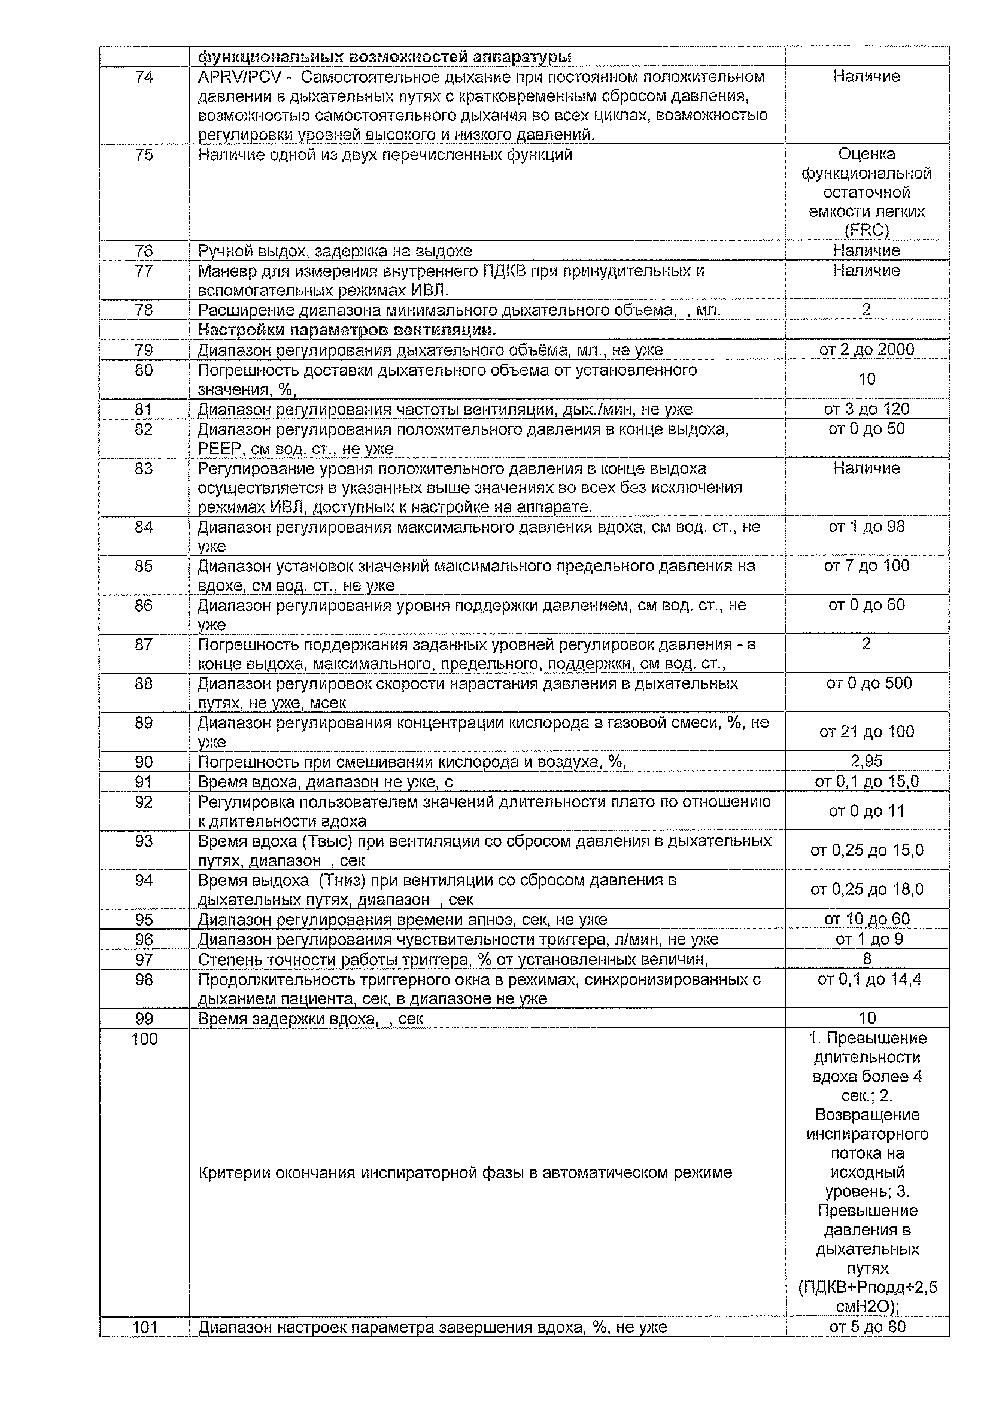 функциональных возможностей аппаратуры
74 APRV/PCV - Самостоятельное дыхание при постоянном положительном Наличие
давлении в дыхательных путях с кратковременным сбросом давления,
возможностью самостоятельного дыхания во всех циклах, возможностью
регулировки уровней высокого и низкого давлений.
75 Наличие одной из двух перечисленных функций Оценка
функциональной
остаточной
емкости легких
(FRC)
76 Ручной выдох, задержка на выдохе Наличие
77 Маневр для измерения внутреннего ПДКВ при принудительных и Наличие
вспомогательных режимах ИВЛ.
78 Расширение диапазона минимального дыхательного объема, , мл. 2
Настройки параметров вентиляции.
79 Диапазон регулирования дыхательного объёма, мл., не уже от 2 до 2000
80 Погрешность доставки дыхательного объема от установленного
значения, %, 10
81 Диапазон регулирования частоты вентиляции, дых./мин, не уже от 3 до 120
82 Диапазон регулирования положительного давления в конце выдоха, от 0 до 50
PEEP, см вод. ст., не уже
83 Регулирование уровня положительного давления в конце выдоха Наличие
осуществляется в указанных выше значениях во всех без исключения
режимах ИВЛ, доступных к настройке на аппарате.
84 Диапазон регулирования максимального давления вдоха, см вод. ст., не от 1 до 98
уже
85 Диапазон установок значений максимального предельного давления на от 7 до 100
вдохе, см вод. ст., не уже
86 Диапазон регулирования уровня поддержки давлением, см вод. ст., не от 0 до 60
уже
87 Погрешность поддержания заданных уровней регулировок давления - в 2
конце выдоха, максимального, предельного, поддержки, см вод. ст.,
88 Диапазон регулировок скорости нарастания давления в дыхательных от 0 до 500
путях, не уже, мсек
89 Диапазон регулирования концентрации кислорода в газовой смеси, %, не
уже от 21 до 100
90 Погрешность при смешивании кислорода и воздуха, %, 2,95
91 Время вдоха, диапазон не уже, с от 0,1 до 15,0
92 Регулировка пользователем значений длительности плато по отношению
к длительности вдоха от 0 до 11
93 Время вдоха (Твыс) при вентиляции со сбросом давления в дыхательных
путях, диапазон , сек от 0,25 до 15,0
94 Время выдоха (Тниз) при вентиляции со сбросом давления в
дыхательных путях, диапазон , сек от 0,25 до 18,0
95 Диапазон регулирования времени апноэ, сек, не уже от 10 до 60
96 Диапазон регулирования чувствительности триггера, л/мин, не уже от 1 до 9
97 Степень точности работы триггера, % от установленных величин, 8
98 Продолжительность триггерного окна в режимах, синхронизированных с от 0,1 до 14,4
дыханием пациента, сек, в диапазоне не уже
99 Время задержки вдоха, , сек 10
100 Критерии окончания инспираторной фазы в автоматическом режиме
1. Превышение
длительности
вдоха более 4
сек.; 2.
Возвращение
инспираторного
потока на
исходный
уровень; 3.
Превышение
давления в
дыхательных
путях
(ПДКВ+Рподд+2,5
смН2О);
101 Диапазон настроек параметра завершения вдоха, %, не уже от 5 до 80